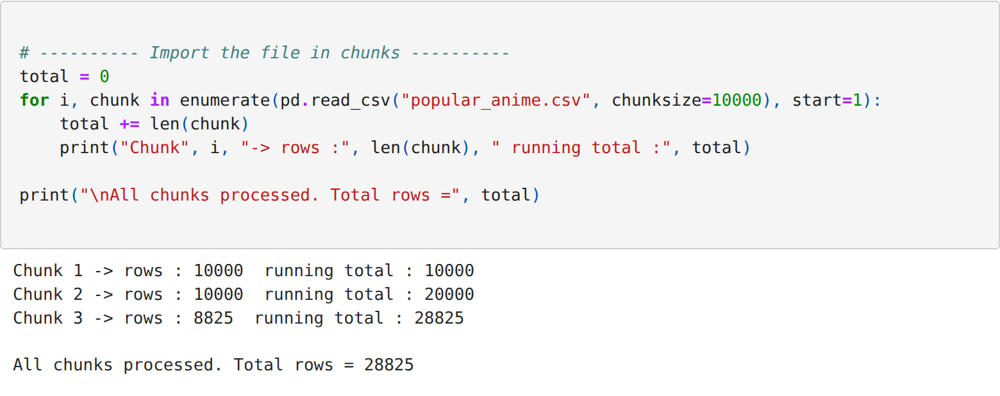 # ---------- Import the file in chunks ----------
total = 0
for i, chunk in enumerate(pd.read_csv("popular_anime.csv", chunksize=10000), start=1):
    total += len(chunk)
    print("Chunk", i, "-> rows :", len(chunk), " running total :", total)
print("\nAll chunks processed. Total rows =", total)
Chunk 1 -> rows : 10000  running total : 10000
Chunk 2 -> rows : 10000  running total : 20000
Chunk 3 -> rows : 8825  running total : 28825
All chunks processed. Total rows = 28825